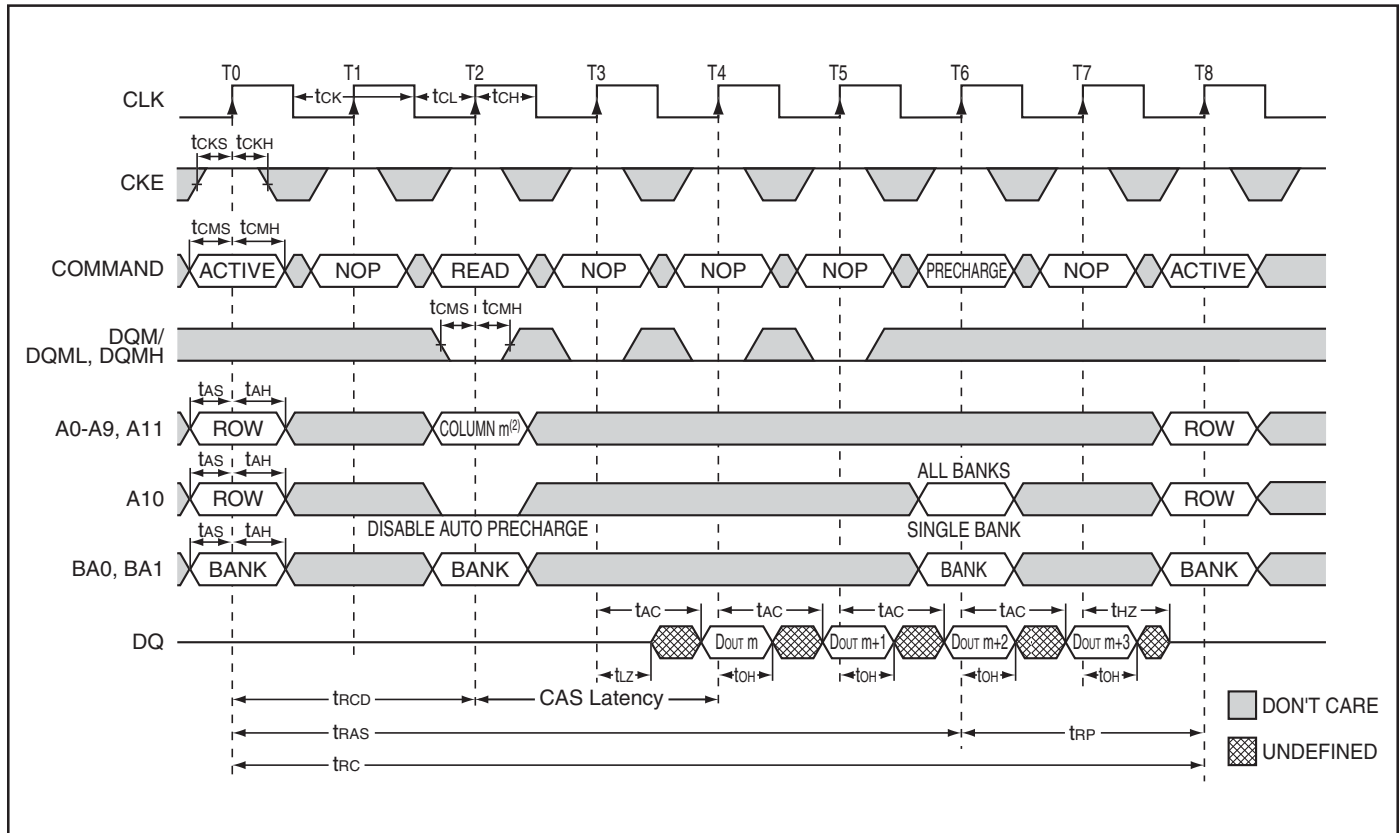 T0 T1 T2 T3 T4 T5 T6 T7 T8
CLK
tCK tCL tCH
tCKS tCKH
CKE
tCMS tCMH
COMMAND ACTIVE NOP READ NOP NOP NOP PRECHARGE NOP ACTIVE
tCMS tCMH
DQM/
DQML, DQMH
tAS tAH
A0-A9, A11 ROW COLUMN m(2) ROW
tAS tAH ALL BANKS
A10 ROW ROW
DISABLE AUTO PRECHARGE SINGLE BANK
tAS tAH
BA0, BA1 BANK BANK BANK BANK
tAC tAC tAC tAC tHZ
DQ DOUT m DOUT m+1 DOUT m+2 DOUT m+3
tLZ tOH tOH tOH tOH
tRCD CAS Latency
DON'T CARE
tRAS tRP
UNDEFINED
tRC